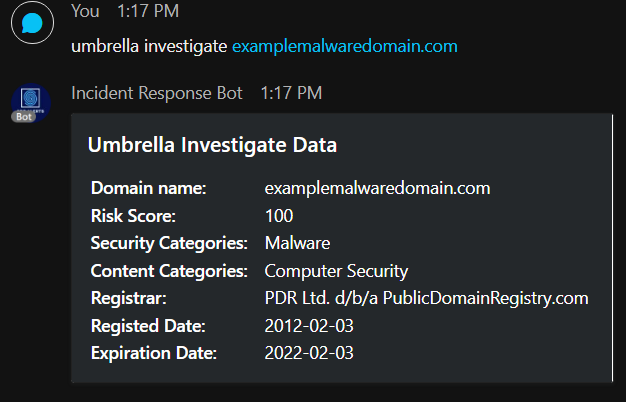 You 1:17 PM
umbrella investigate examplemalwaredomain.com
Incident Response Bot 1:17 PM
Bot
Umbrella Investigate Data
Domain name: examplemalwaredomain.com
Risk Score: 100
Security Categories: Malware
Content Categories: Computer Security
Registrar: PDR Ltd. d/b/a PublicDomainRegistry.com
Registed Date: 2012-02-03
Expiration Date: 2022-02-03